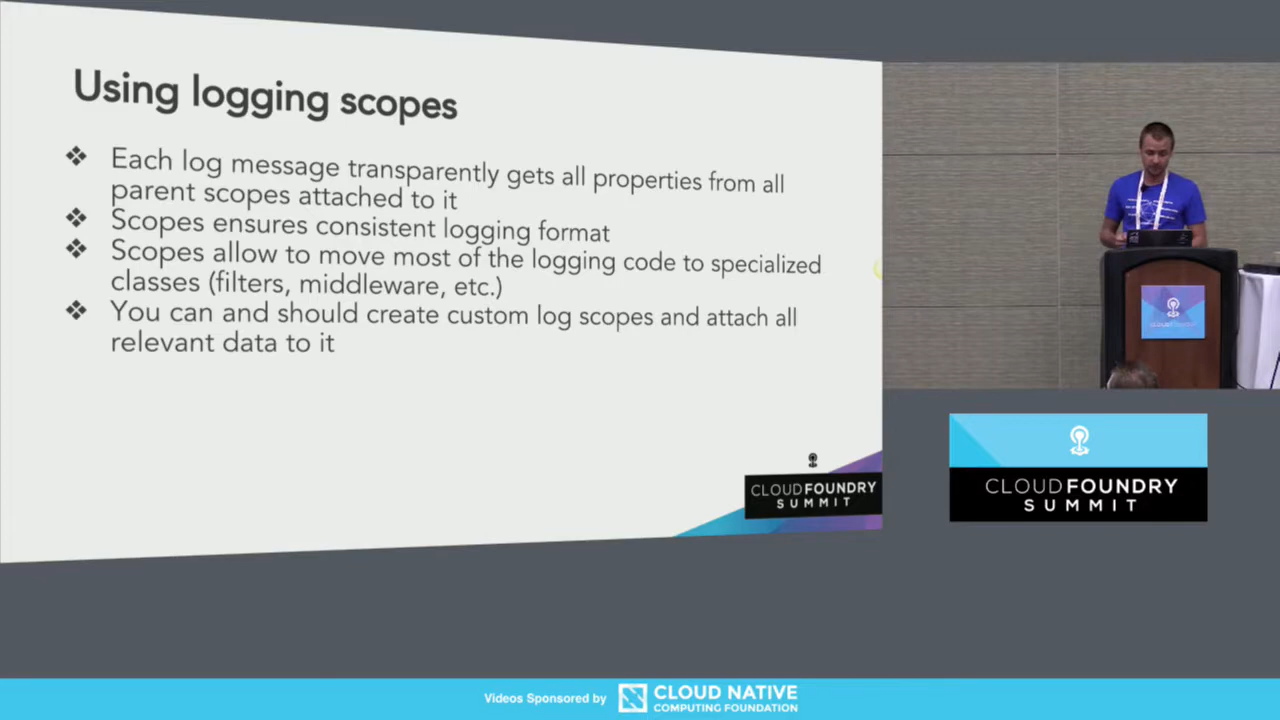 Using logging scopes
❖ Each log message transparently gets all properties from all
parent scopes attached to it
❖ Scopes ensures consistent logging format
❖ Scopes allow to move most of the logging code to specialized
classes (filters, middleware, etc.)
❖ You can and should create custom log scopes and attach all
relevant data to it
CLOUDFOUNDRY
SUMMIT
CLOUDFOUNDRY
SUMMIT
Videos Sponsored by
CLOUD NATIVE
COMPUTING FOUNDATION